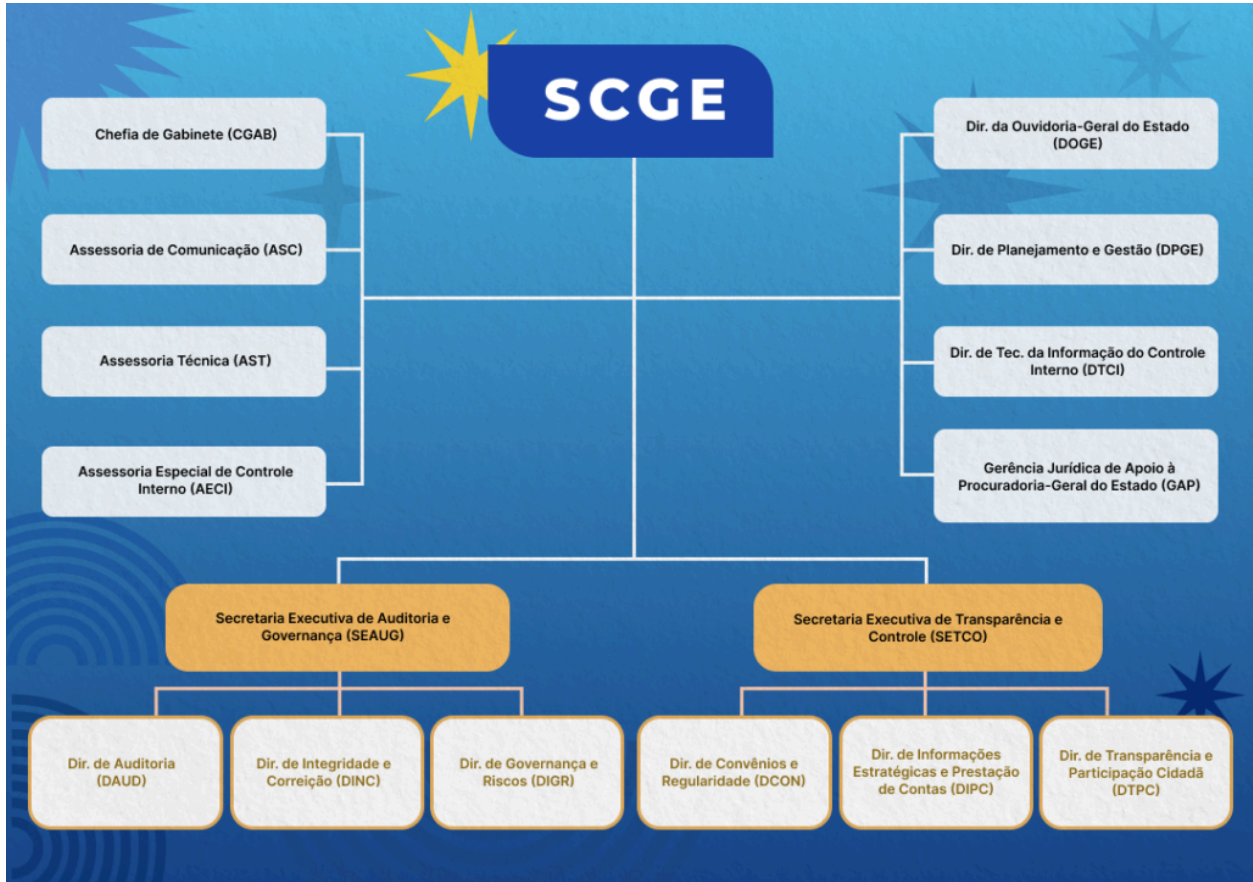 SCGE
Chefia de Gabinete (CGAB)
Assessoria de Comunicação (ASC)
Assessoria Técnica (AST)
Assessoria Especial de Controle
Interno (AECI)
Dir. da Ouvidoria-Geral do Estado
(DOGE)
Dir. de Planejamento e Gestão (DPGE)
Dir. de Tec. da Informação do Controle
Interno (DTCI)
Gerência Jurídica de Apoio à
Procuradoria-Geral do Estado (GAP)
Secretaria Executiva de Auditoria e
Governança (SEAUG)
Secretaria Executiva de Transparência e
Controle (SETCO)
Dir. de Auditoria
(DAUD)
Dir. de Integridade e
Correição (DINC)
Dir. de Governança e
Riscos (DIGR)
Dir. de Convênios e
Regularidade (DCON)
Dir. de Informações
Estratégicas e Prestação
de Contas (DIPC)
Dir. de Transparência e
Participação Cidadã
(DTPC)